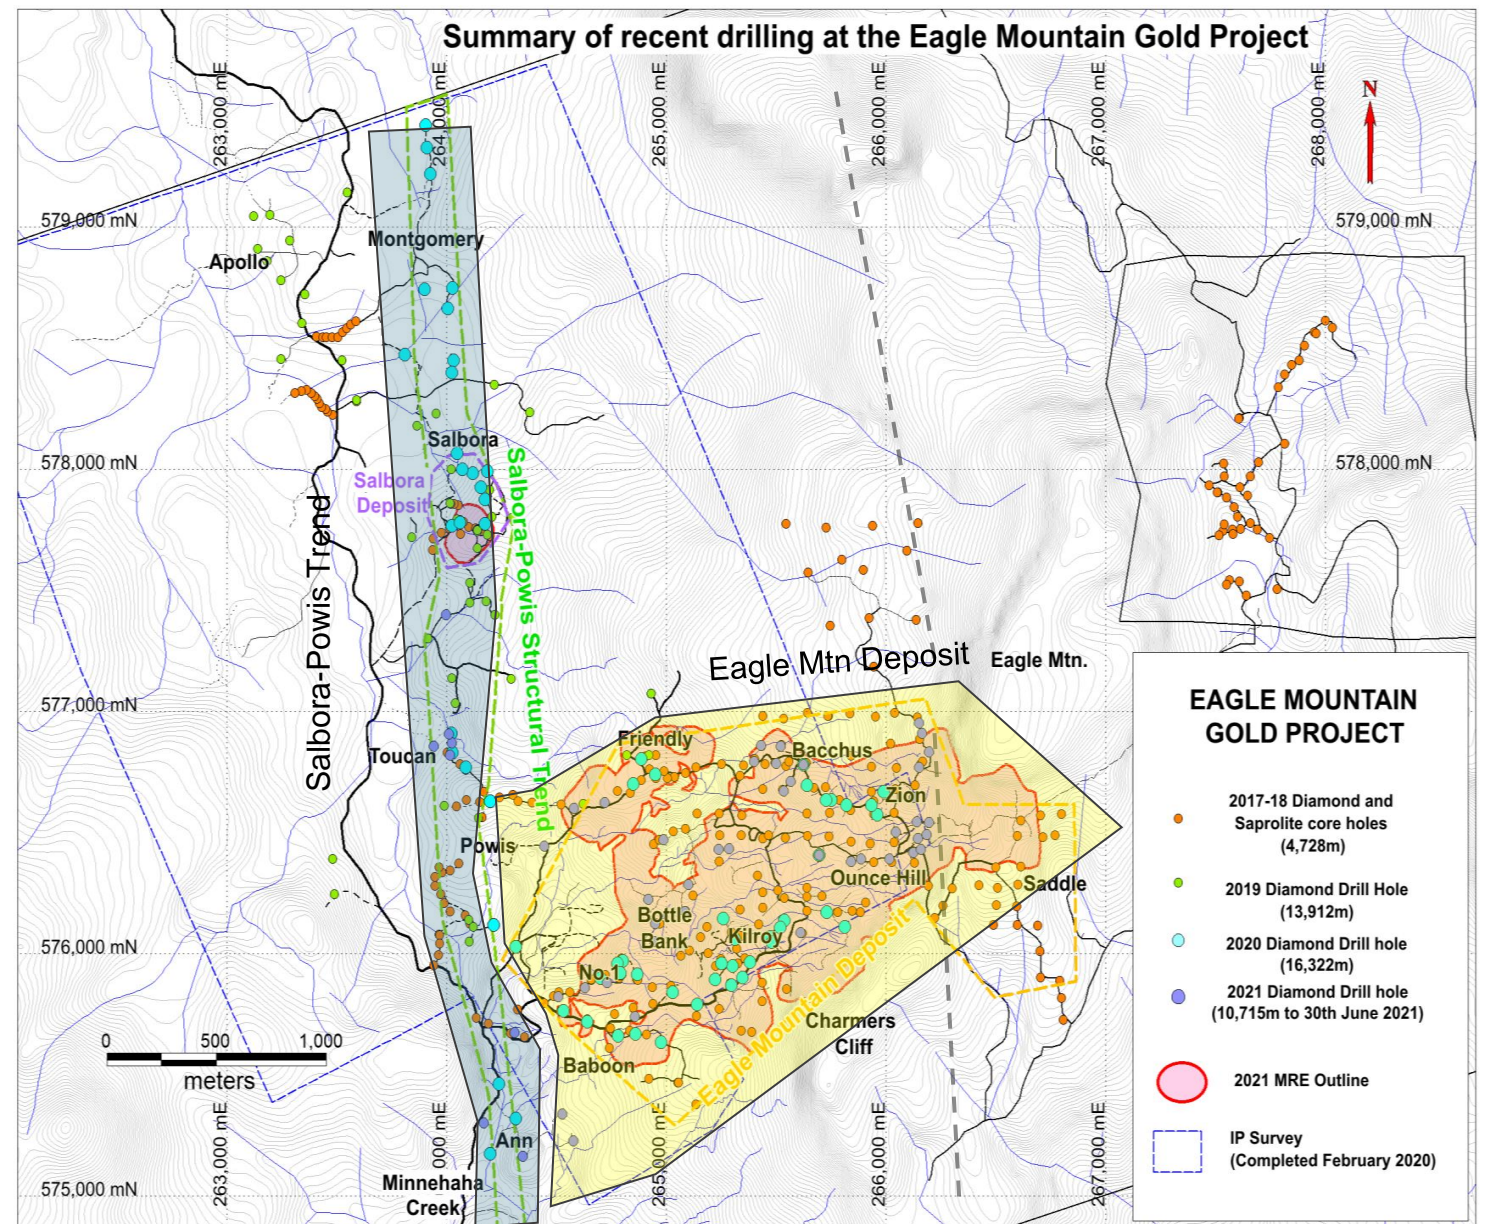 Summary of recent drilling at the Eagle Mountain Gold Project
263,000 mE
264,000 mE
265,000 mE
266,000 mE
267,000 mE
268,000 mE
N
579,000 mN
579,000 mN
Montgomery
Apollo
Salbora
578,000 mN
578,000 mN
Salbora
Deposit
Salbora-Powis Trend
Salbora-Powis Structural Trend
Eagle Mtn Deposit
Eagle Mtn.
577,000 mN
Friendly
Bacchus
Toucan
Zion
Powis
Ounce Hill
Saddle
Bottle
Bank
Kilroy
576,000 mN
No.1
Eagle Mountain Deposit
Charmers
Cliff
0 500 1,000
meters
Baboon
Ann
Minnehaha
Creek
575,000 mN
263,000 mE
000 mE
265,000 mE
266,000 mE
267,000 mE
EAGLE MOUNTAIN
GOLD PROJECT
2017-18 Diamond and
Saprolite core holes
(4,728m)
2019 Diamond Drill Hole
(13,912m)
2020 Diamond Drill hole
(16,322m)
2021 Diamond Drill hole
(10,715m to 30th June 2021)
2021 MRE Outline
IP Survey
(Completed February 2020)